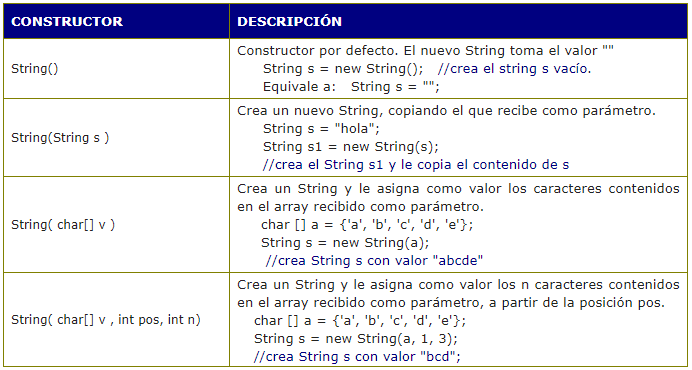 CONSTRUCTOR
DESCRIPCIÓN
String()
Constructor por defecto. El nuevo String toma el valor ""
String s = new String();   //crea el string s vacío.
Equivale a:   String s = "";
String(String s )
Crea un nuevo String, copiando el que recibe como parámetro.
String s = "hola";
String s1 = new String(s);
//crea el String s1 y le copia el contenido de s
String( char[] v )
Crea un String y le asigna como valor los caracteres contenidos
en el array recibido como parámetro.
char [] a = {'a', 'b', 'c', 'd', 'e'};
String s = new String(a);
//crea String s con valor "abcde"
String( char[] v , int pos, int n)
Crea un String y le asigna como valor los n caracteres contenidos
en el array recibido como parámetro, a partir de la posición pos.
char [] a = {'a', 'b', 'c', 'd', 'e'};
String s = new String(a, 1, 3);
//crea String s con valor "bcd";